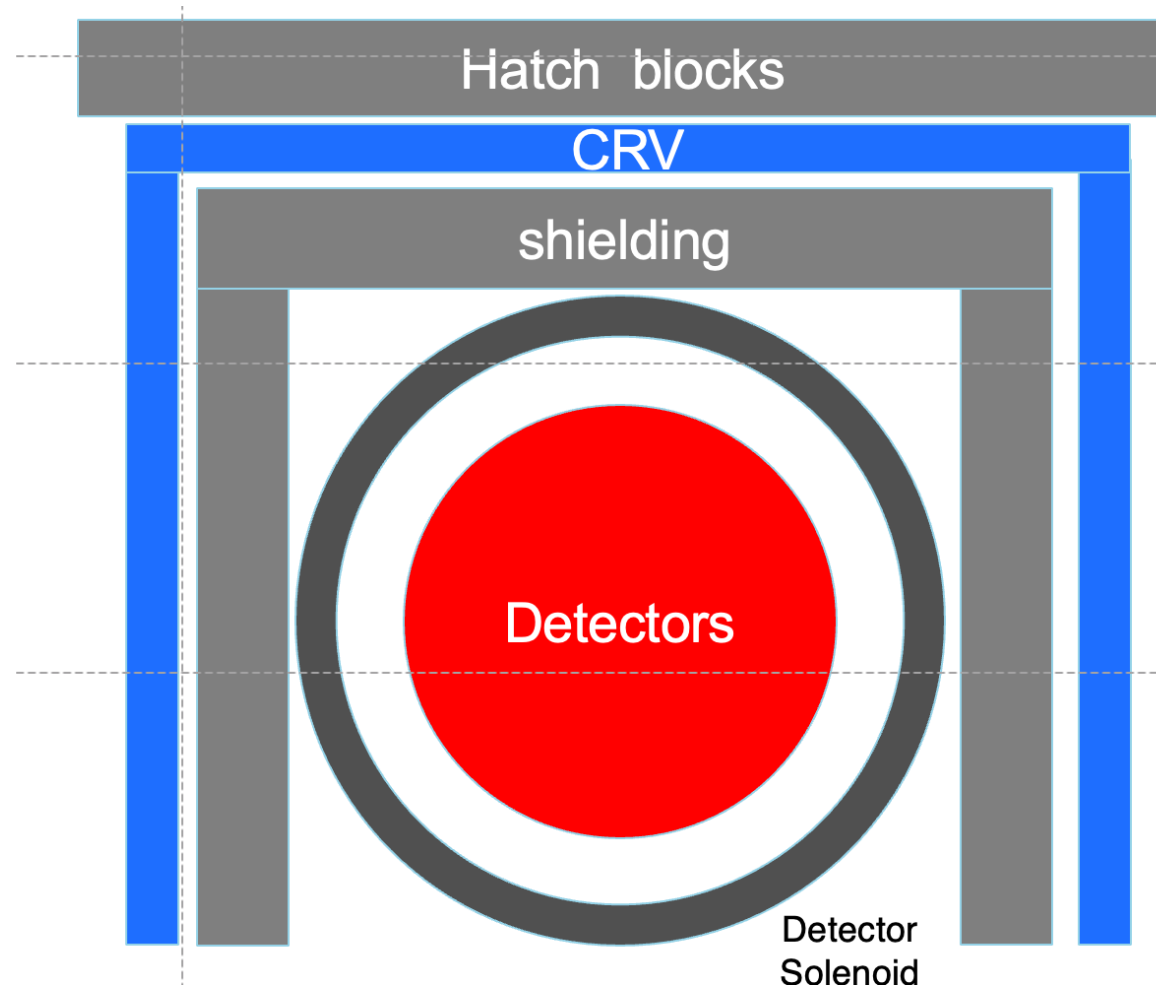 Hatch blocks
CRV
shielding
Detectors
Detector
Solenoid